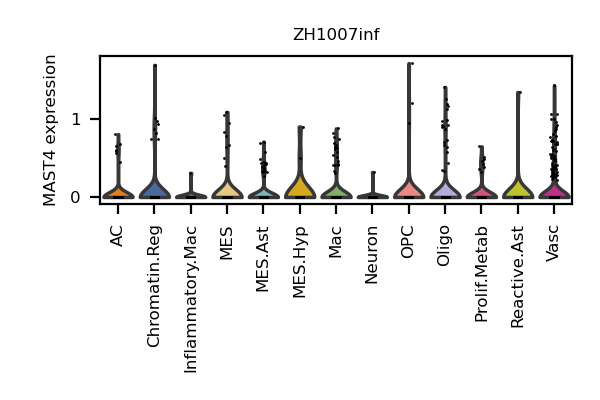 ZH1007inf
MAST4 expression
1
0
AC
Chromatin.Reg
Inflammatory.Mac
MES
MES.Ast
MES.Hyp
Mac
Neuron
OPC
Oligo
Prolif.Metab
Reactive.Ast
Vasc